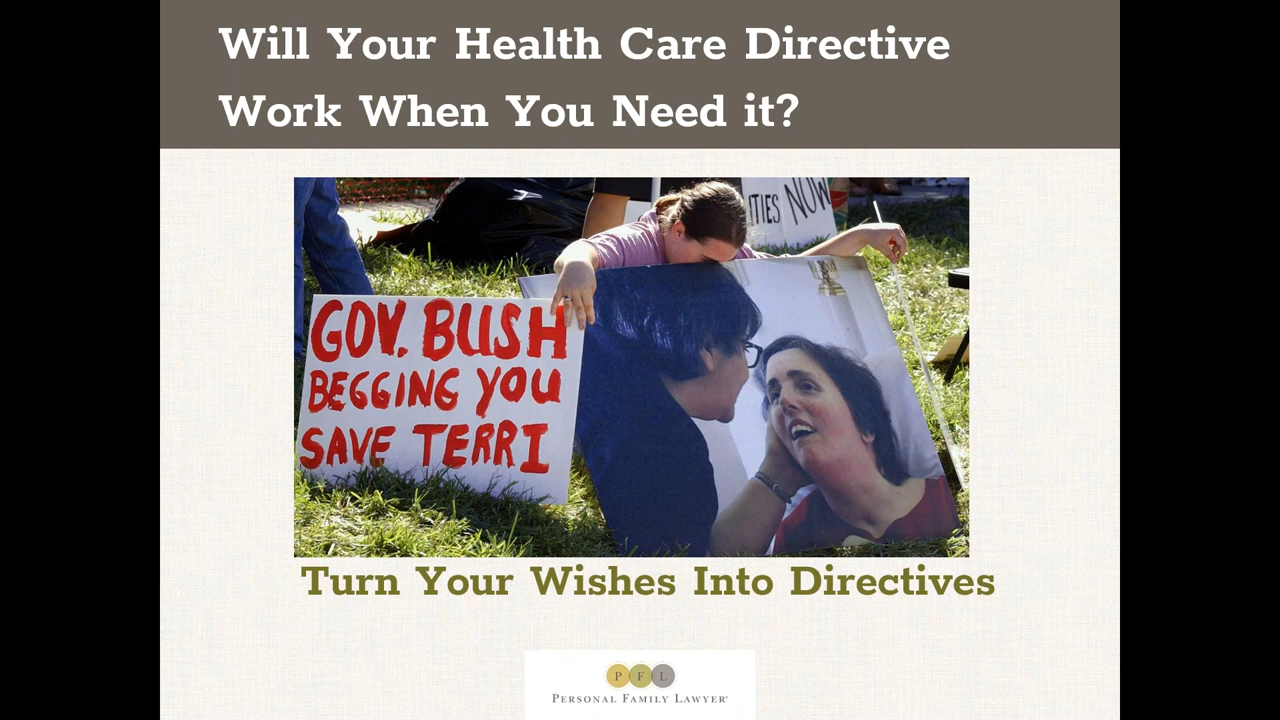 Will Your Health Care Directive
Work When You Need it?
ITIES NOW
GOV. BUSH
BEGGING YOU
SAVE TERRI
Turn Your Wishes Into Directives
P F L
PERSONAL FAMILY LAWYER®